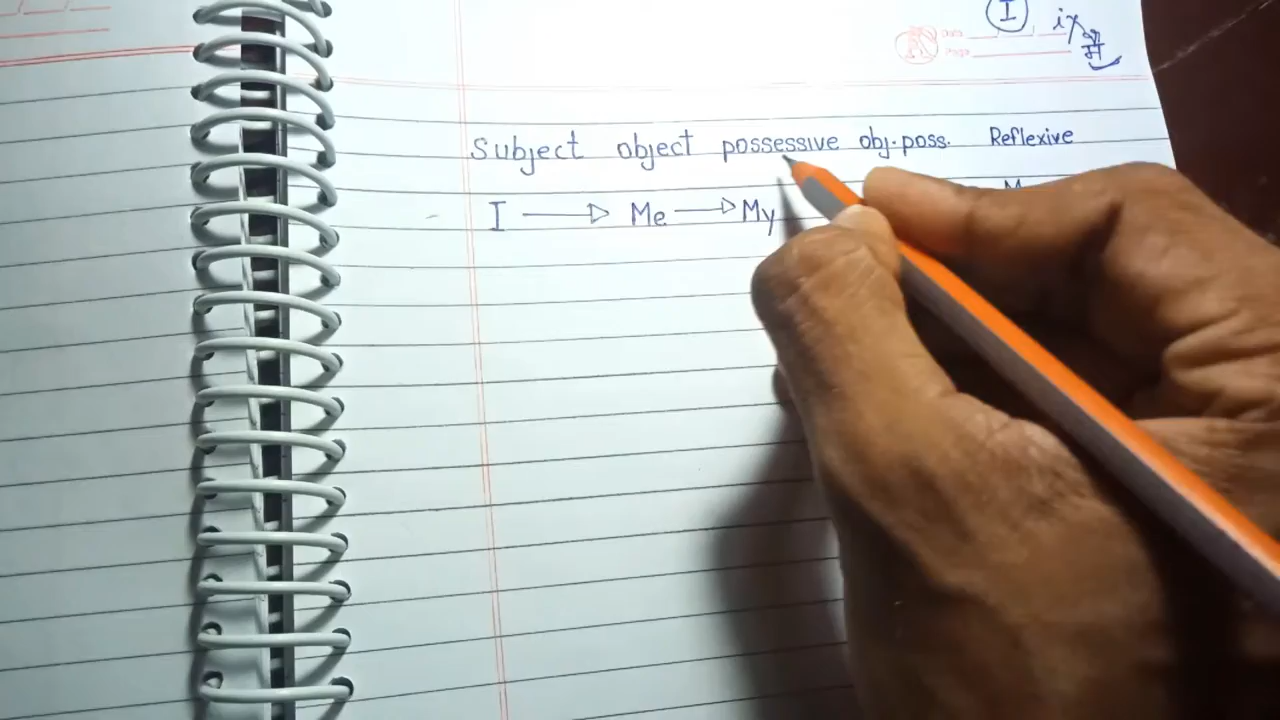 I
Subject object possessive obj. poss. Reflexive
I → Me → My